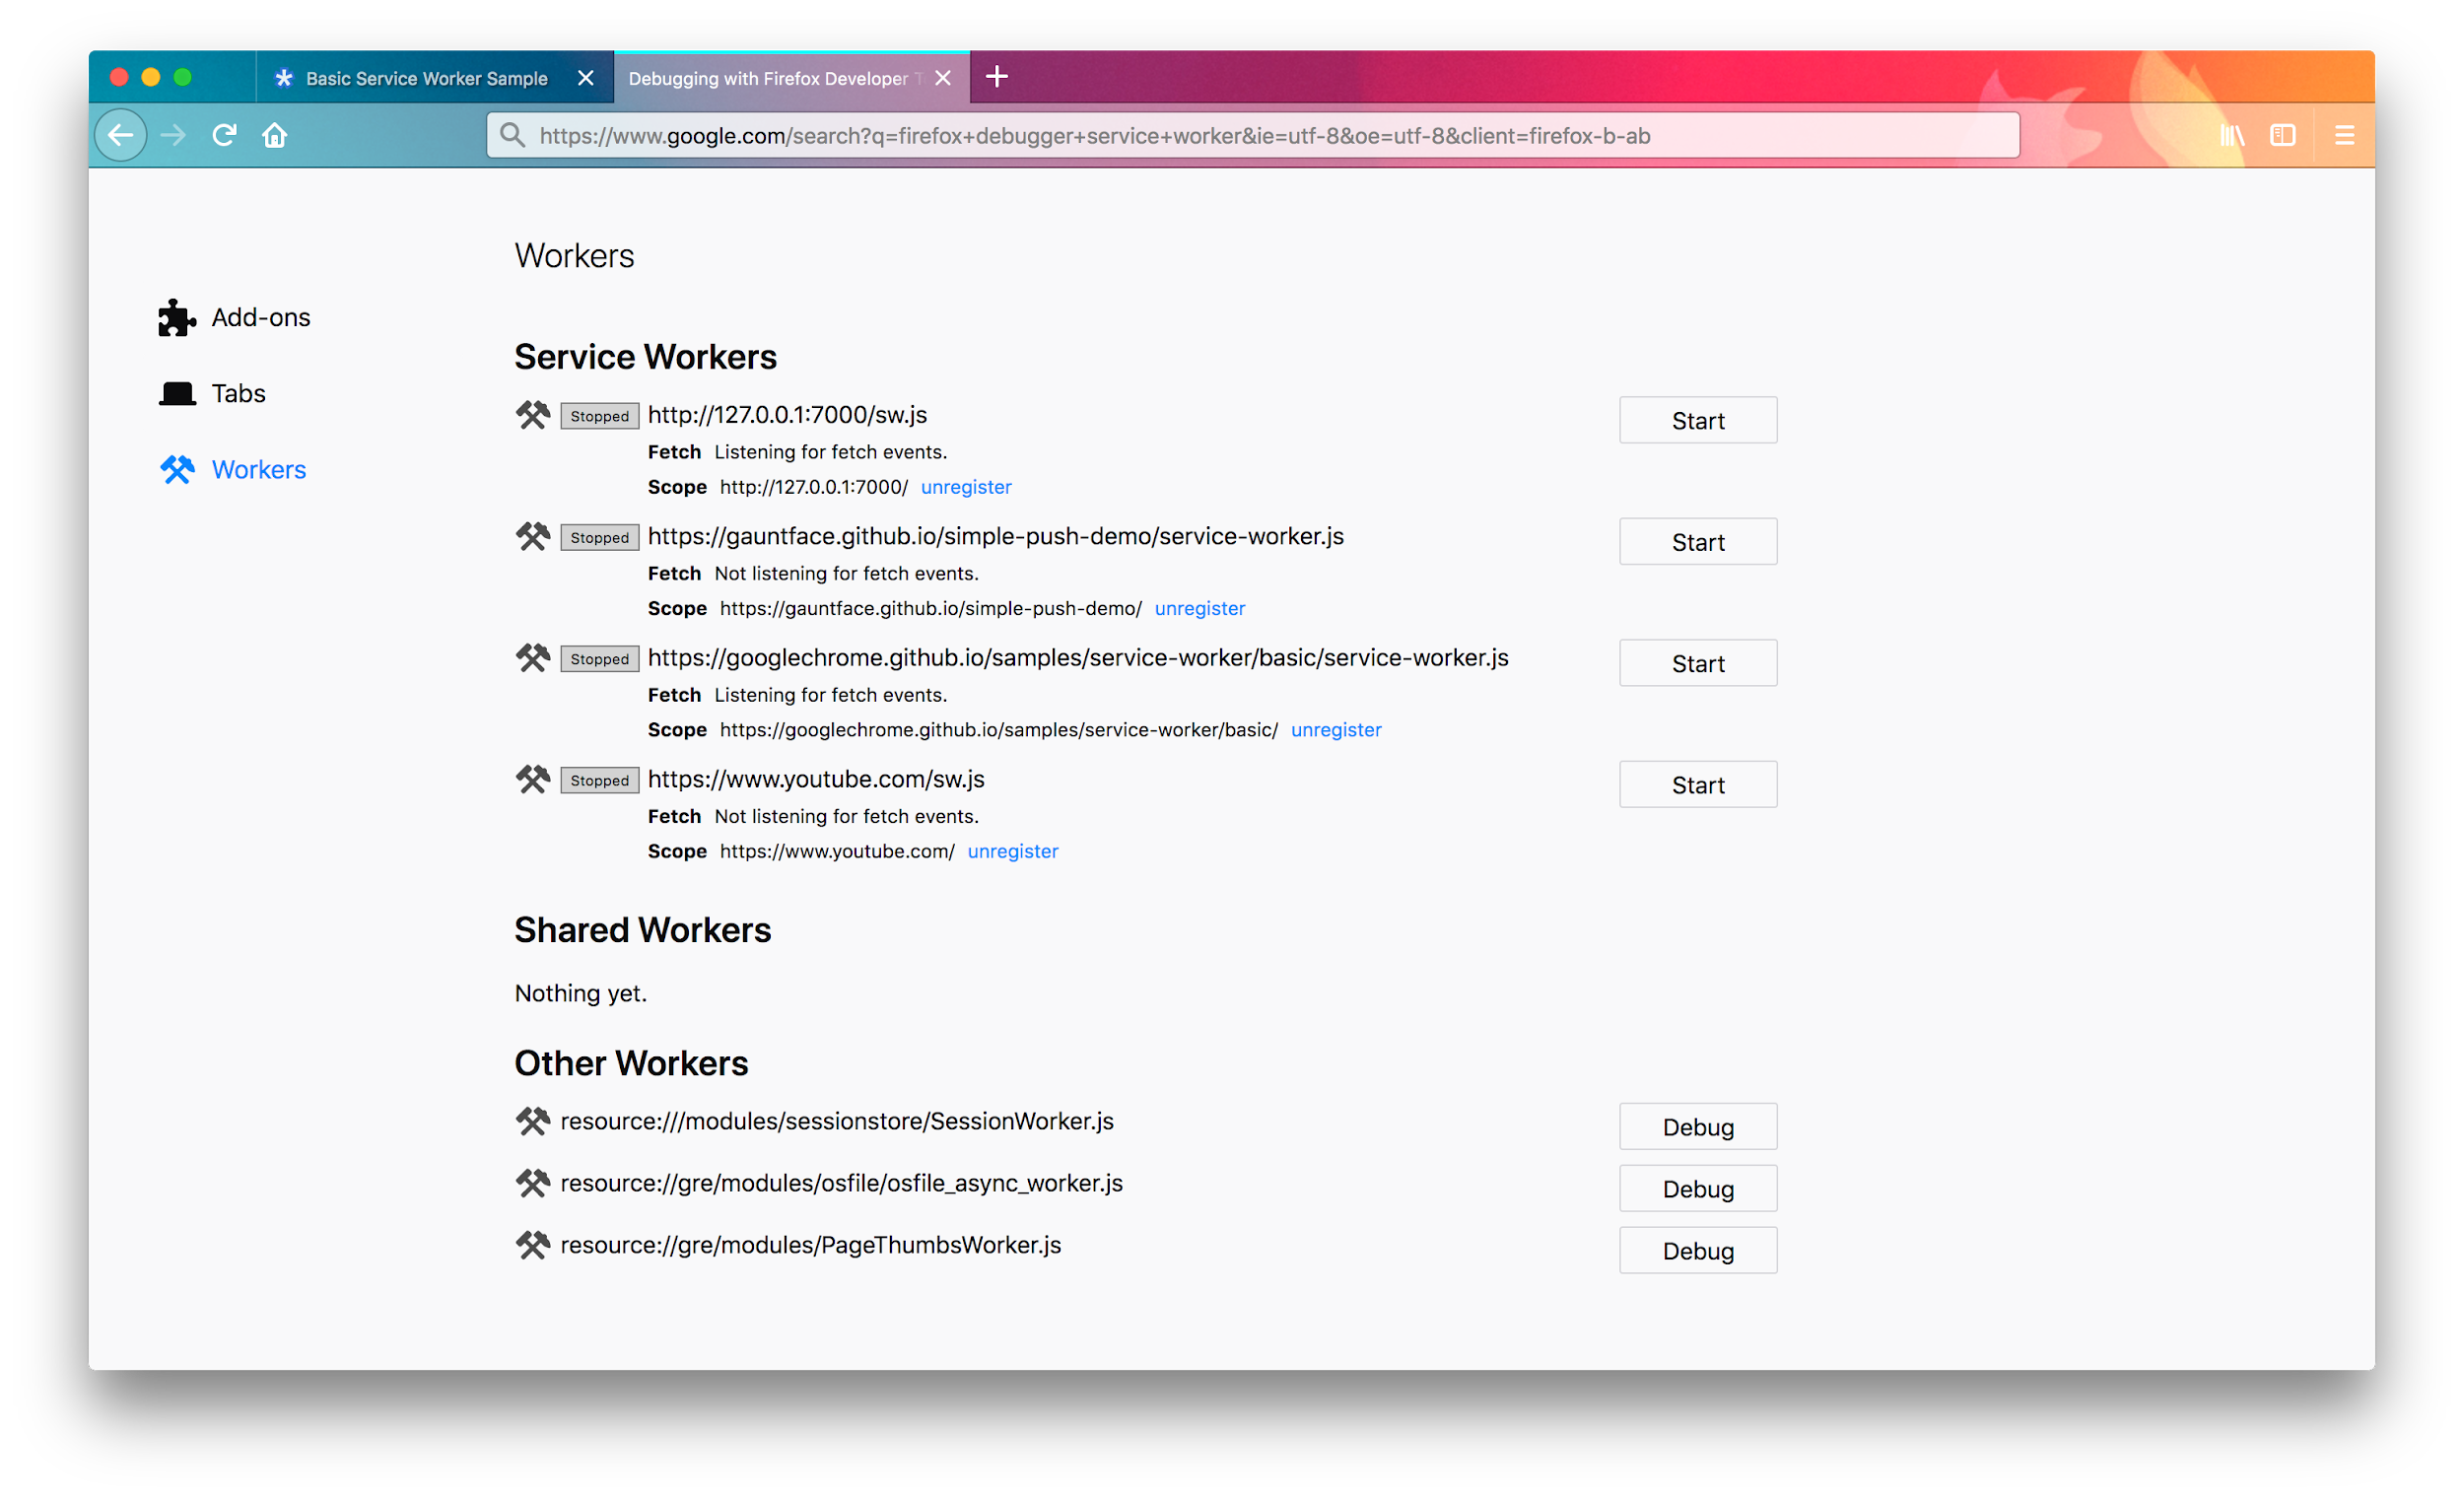 Basic Service Worker Sample
Debugging with Firefox Developer T
https://www.google.com/search?q=firefox+debugger+service+worker&ie=utf-8&oe=utf-8&client=firefox-b-ab
Workers
Add-ons
Tabs
Workers
Service Workers
Stopped http://127.0.0.1:7000/sw.js Start
Fetch Listening for fetch events.
Scope http://127.0.0.1:7000/ unregister
Stopped https://gauntface.github.io/simple-push-demo/service-worker.js Start
Fetch Not listening for fetch events.
Scope https://gauntface.github.io/simple-push-demo/ unregister
Stopped https://googlechrome.github.io/samples/service-worker/basic/service-worker.js Start
Fetch Listening for fetch events.
Scope https://googlechrome.github.io/samples/service-worker/basic/ unregister
Stopped https://www.youtube.com/sw.js Start
Fetch Not listening for fetch events.
Scope https://www.youtube.com/ unregister
Shared Workers
Nothing yet.
Other Workers
resource:///modules/sessionstore/SessionWorker.js Debug
resource://gre/modules/osfile/osfile_async_worker.js Debug
resource://gre/modules/PageThumbsWorker.js Debug